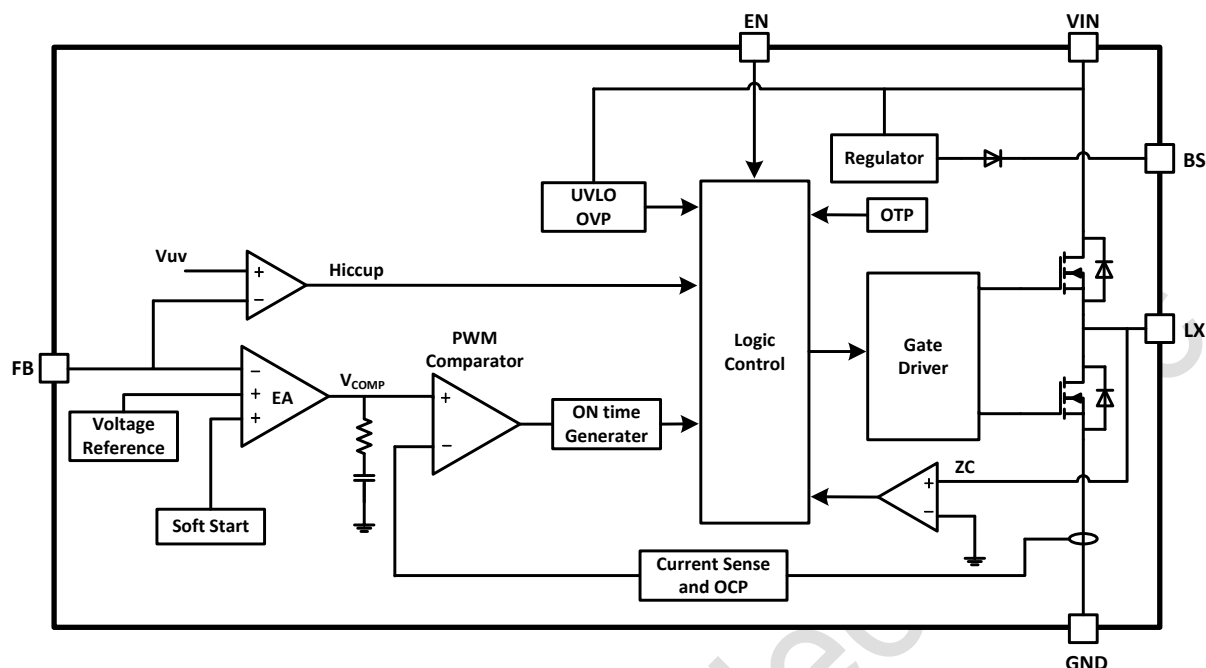 EN
VIN
Regulator
BS
UVLO
OVP
OTP
Vuv
+
−
Hiccup
PWM
Comparator
Logic
Control
Gate
Driver
LX
FB
−
+
+
EA
VCOMP
+
−
ON time
Generater
Voltage
Reference
ZC
+
−
Soft Start
Current Sense
and OCP
GND